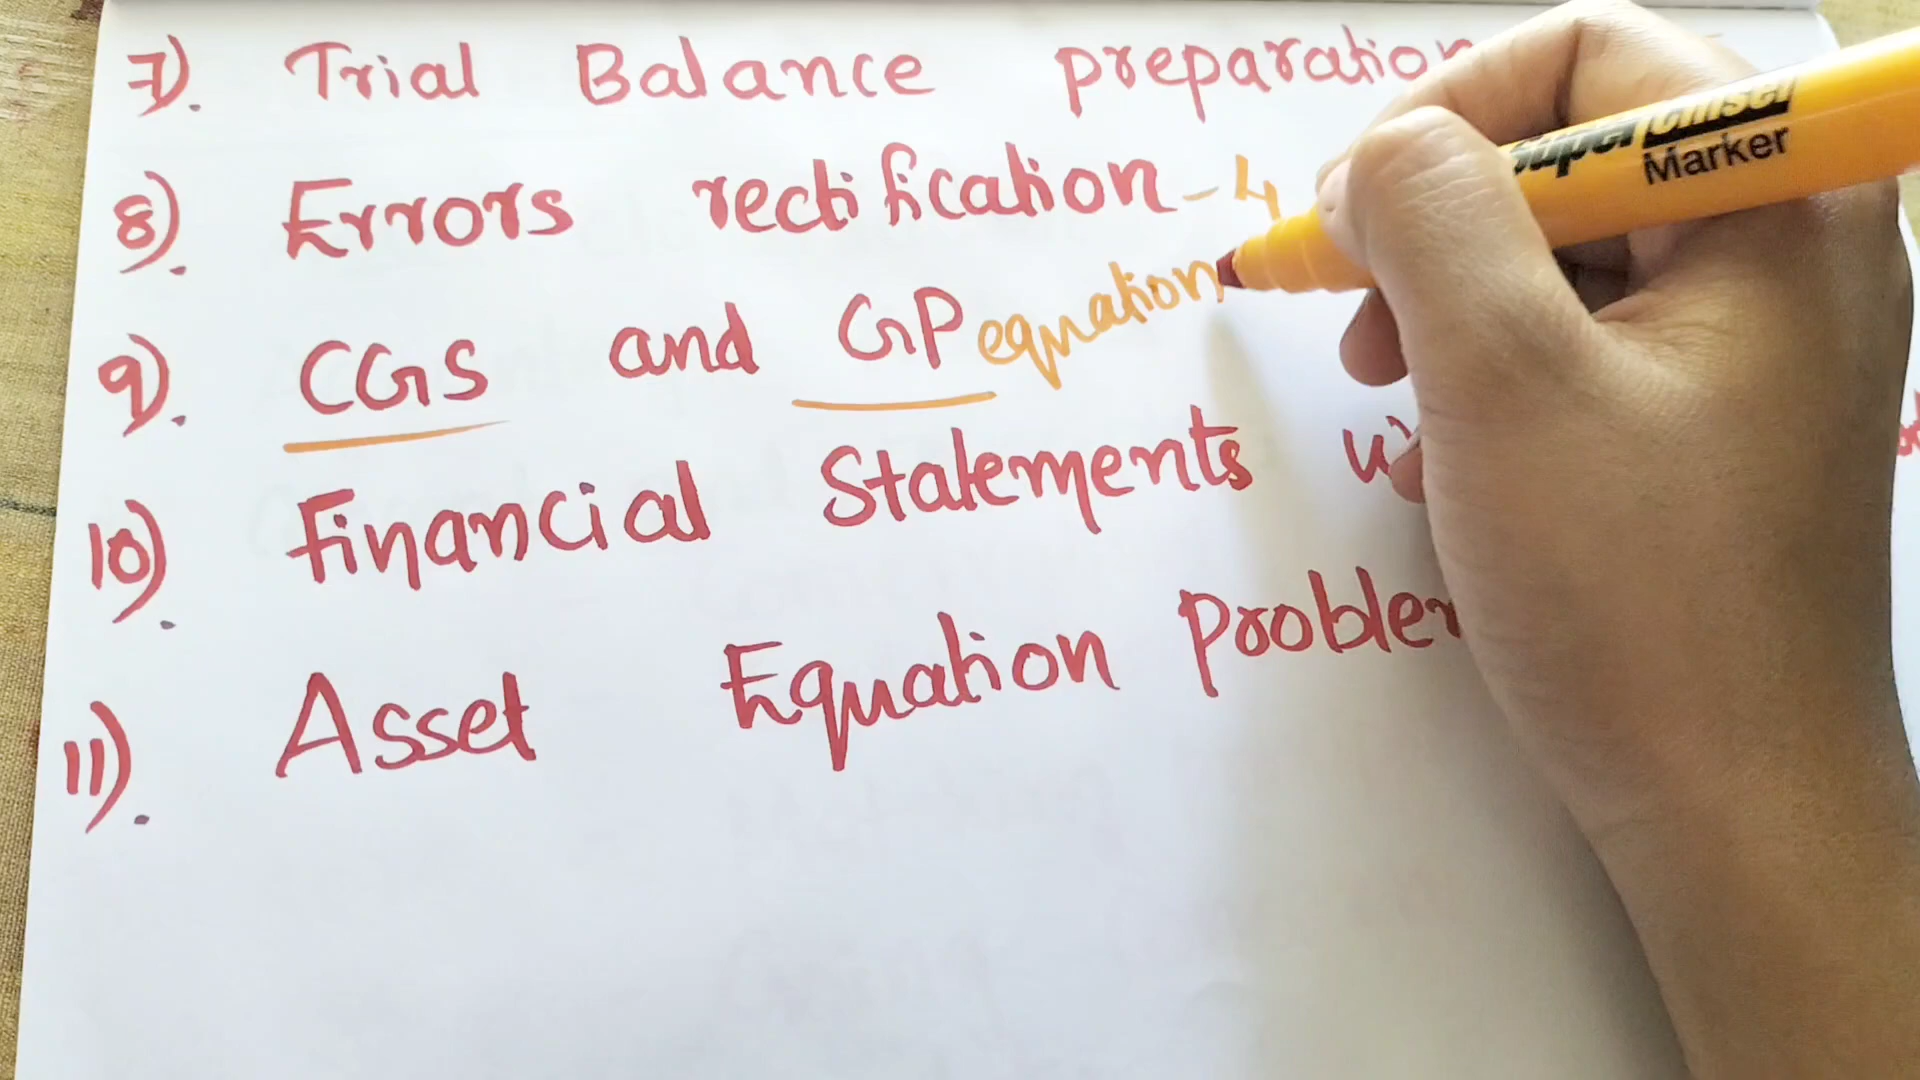 7). Trial Balance preparation
8). Errors rectification - 4
9). CGS and GP equation
10). Financial Statements
11). Asset Equation Problem
Super Chisel
Marker